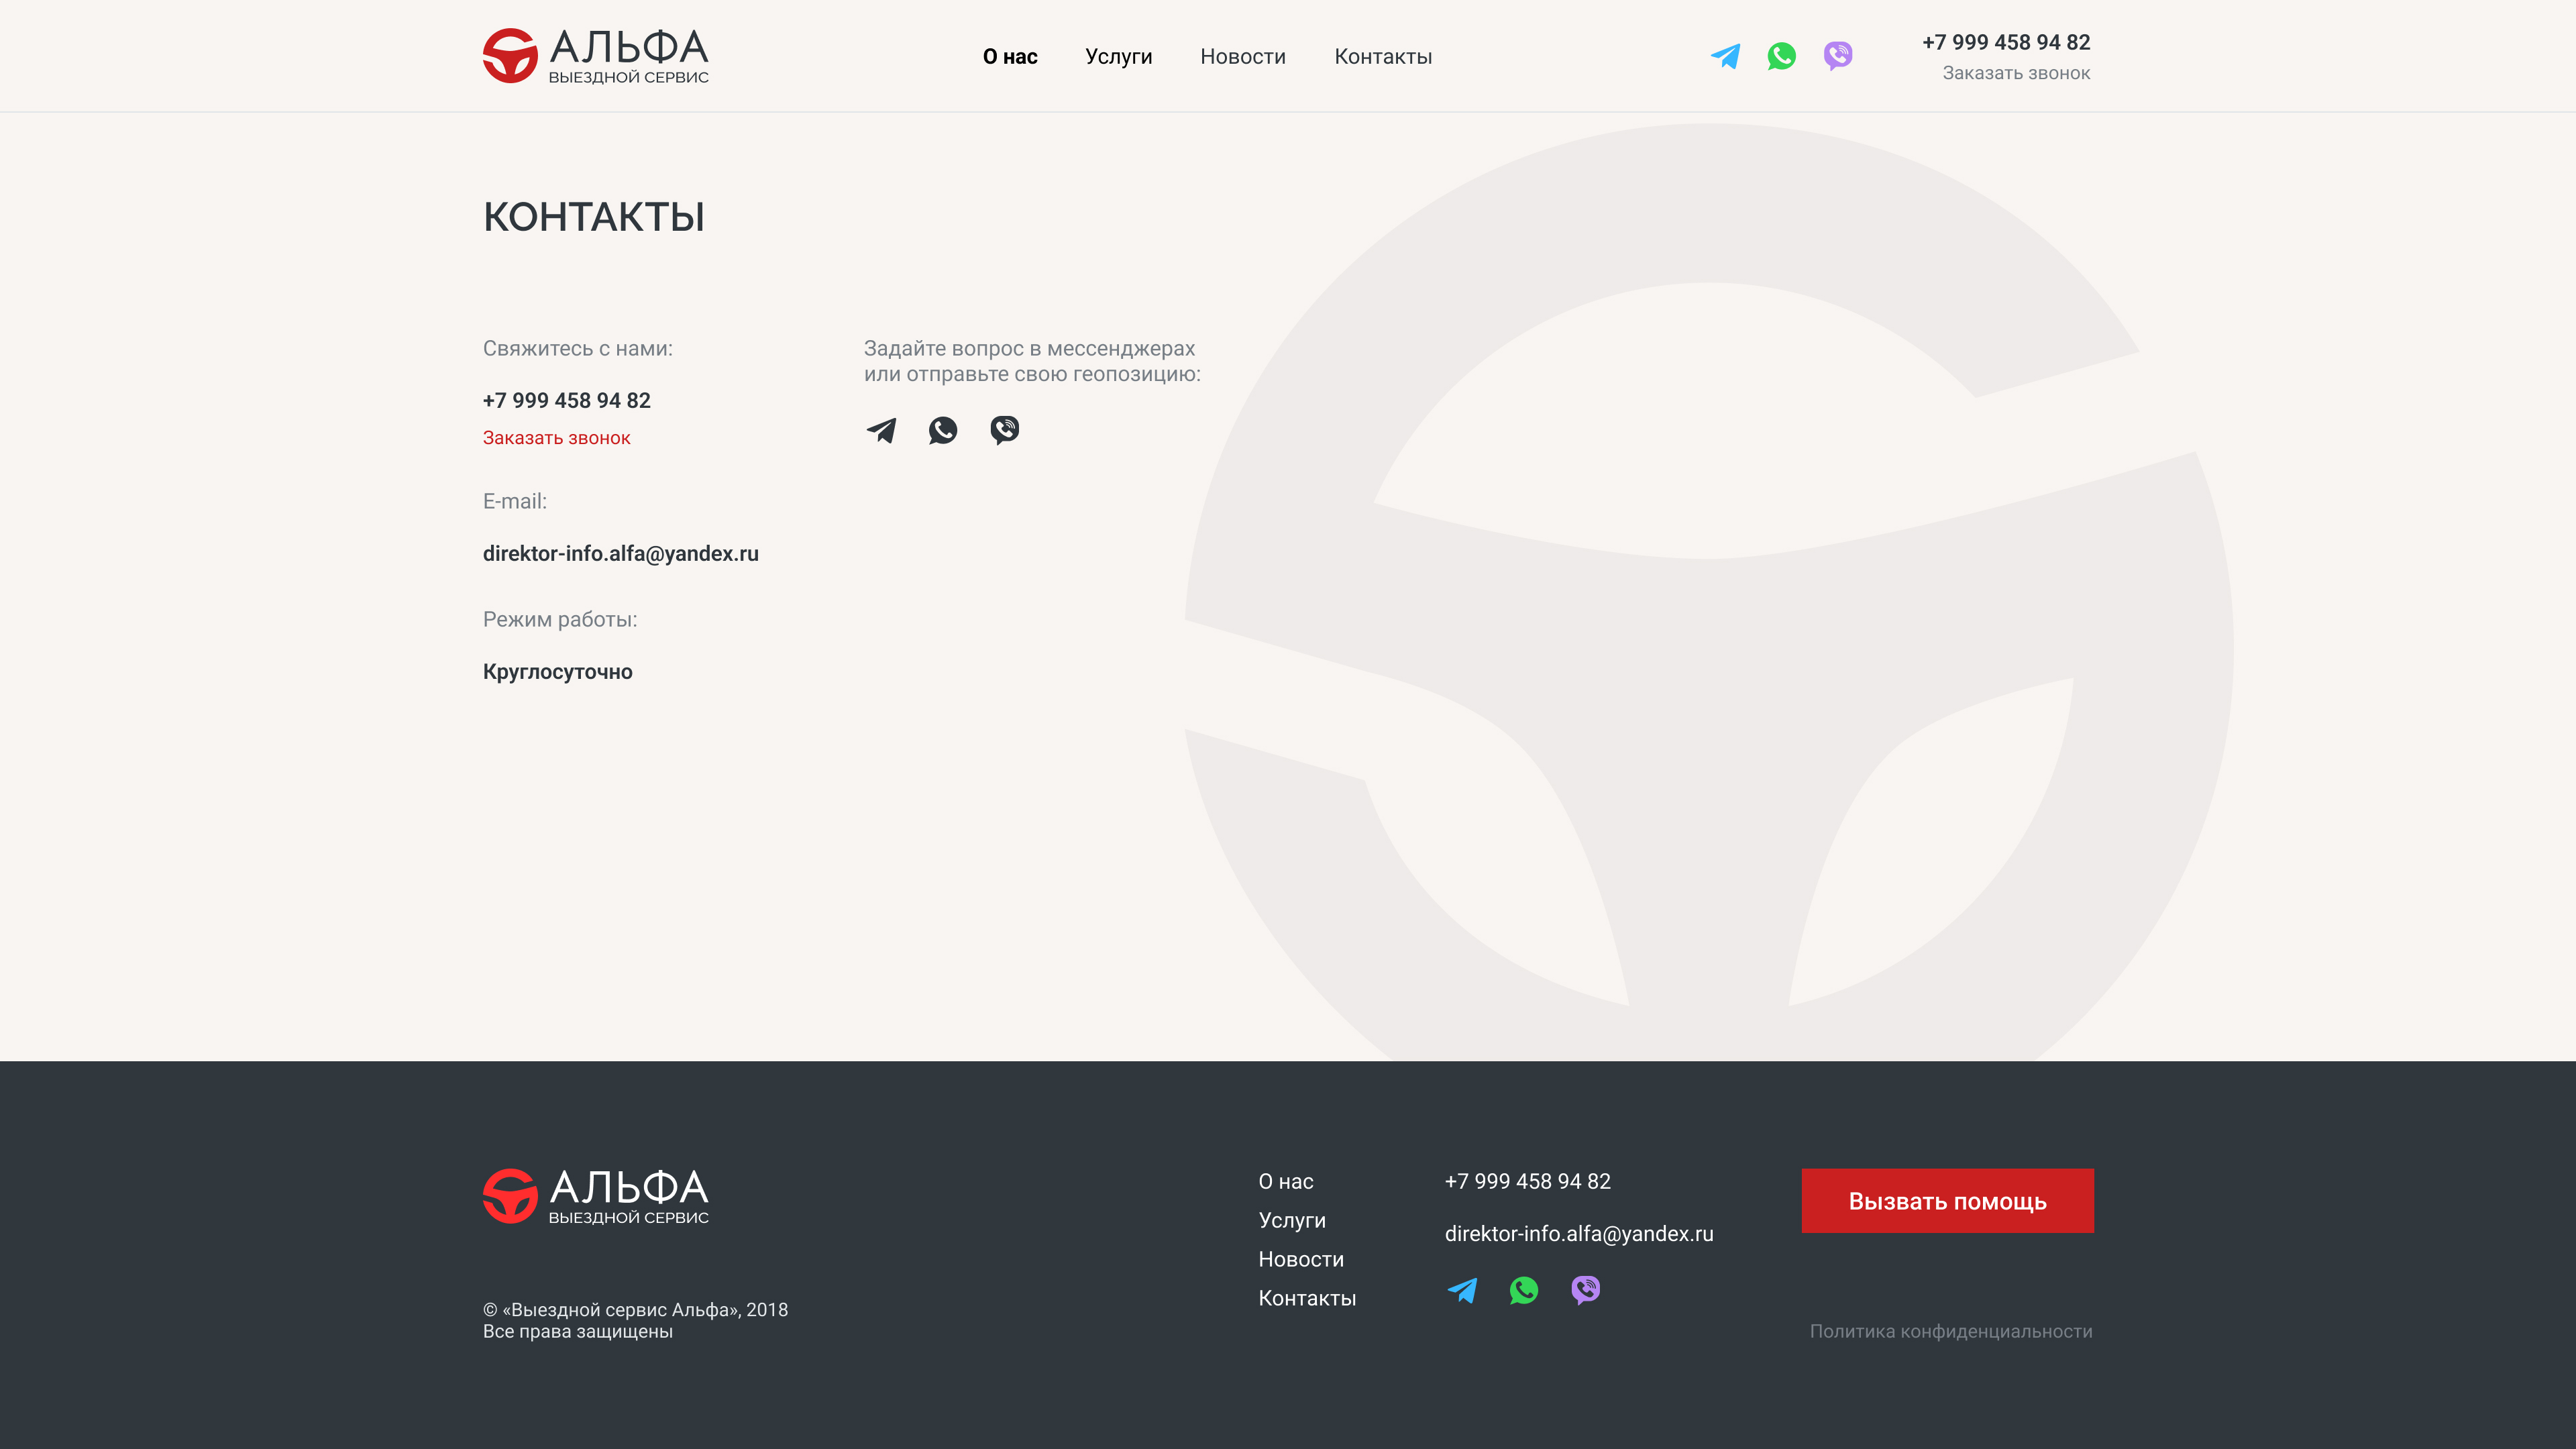 АЛЬФА
ВЫЕЗДНОЙ СЕРВИС
О нас
Услуги
Новости
Контакты
+7 999 458 94 82
Заказать звонок
КОНТАКТЫ
Свяжитесь с нами:
+7 999 458 94 82
Заказать звонок
E-mail:
direktor-info.alfa@yandex.ru
Режим работы:
Круглосуточно
Задайте вопрос в мессенджерах
или отправьте свою геопозицию:
АЛЬФА
ВЫЕЗДНОЙ СЕРВИС
© «Выездной сервис Альфа», 2018
Все права защищены
О нас
Услуги
Новости
Контакты
+7 999 458 94 82
direktor-info.alfa@yandex.ru
Вызвать помощь
Политика конфиденциальности